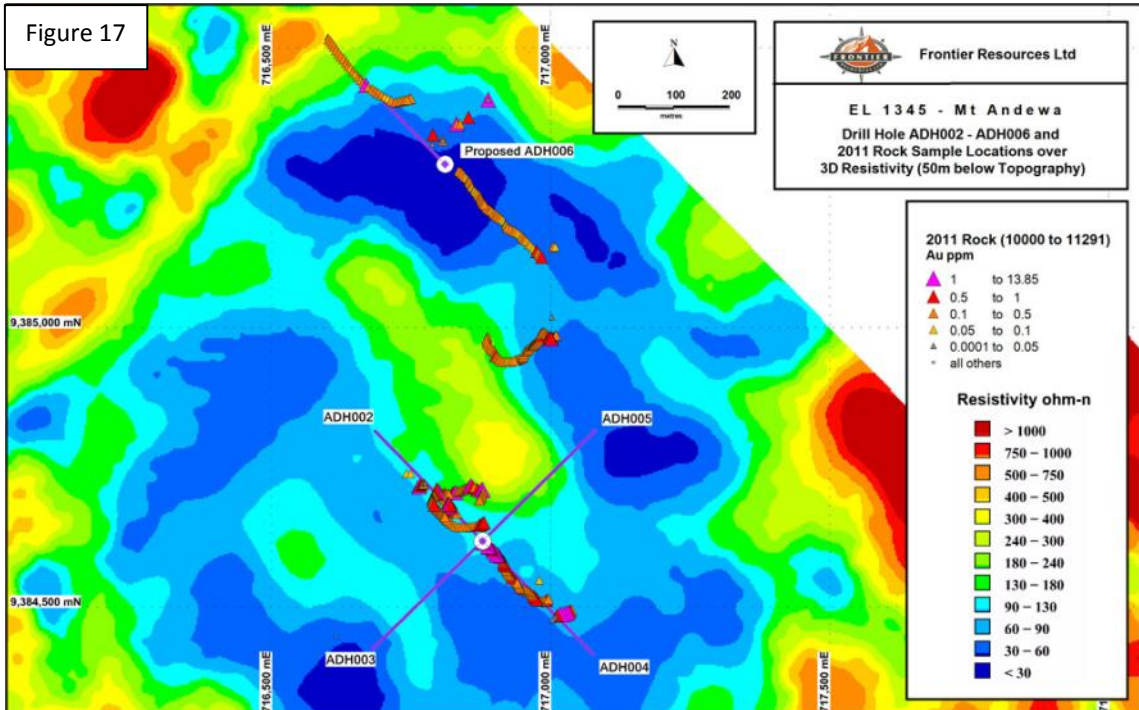 Figure 17
716,500 mE
717,000 mE
N
0 100 200
metres
FRONTIER
Frontier Resources Ltd
EL 1345 - Mt Andewa
Drill Hole ADH002 - ADH006 and
2011 Rock Sample Locations over
3D Resistivity (50m below Topography)
Proposed ADH006
2011 Rock (10000 to 11291)
Au ppm
1 to 13.85
0.5 to 1
0.1 to 0.5
0.05 to 0.1
0.0001 to 0.05
all others
Resistivity ohm-n
> 1000
750 – 1000
500 – 750
400 – 500
300 – 400
240 – 300
180 – 240
130 – 180
90 – 130
60 – 90
30 – 60
< 30
9,385,000 mN
ADH002
ADH005
9,384,500 mN
ADH003
ADH004
716,500 mE
717,000 mE
717,500 mE